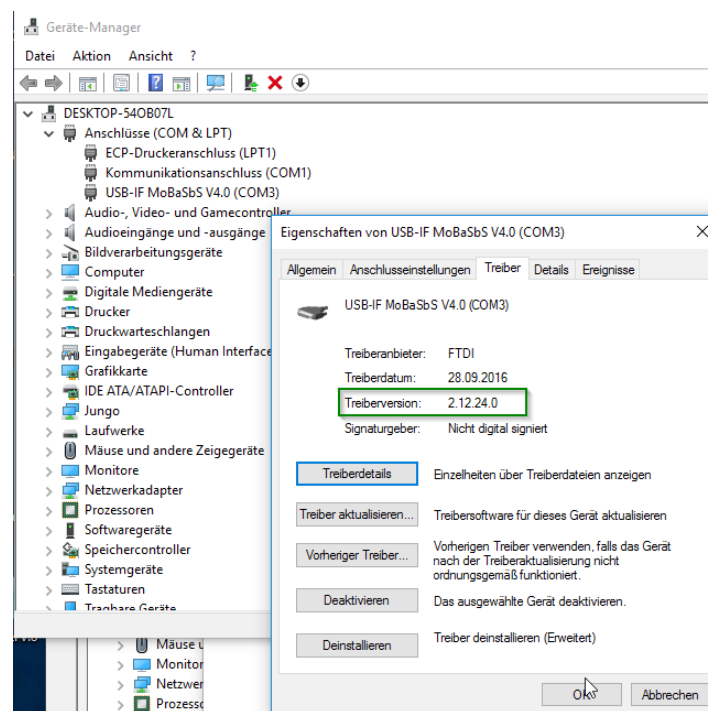 Geräte-Manager
Datei Aktion Ansicht ?
DESKTOP-54OB07L
Anschlüsse (COM & LPT)
ECP-Druckeranschluss (LPT1)
Kommunikationsanschluss (COM1)
USB-IF MoBaSbS V4.0 (COM3)
Audio-, Video- und Gamecontroller
Audioeingänge und -ausgänge
Bildverarbeitungsgeräte
Computer
Digitale Mediengeräte
Drucker
Druckwarteschlangen
Eingabegeräte (Human Interface
Grafikkarte
IDE ATA/ATAPI-Controller
Jungo
Laufwerke
Mäuse und andere Zeigegeräte
Monitore
Netzwerkadapter
Prozessoren
Softwaregeräte
Speichercontroller
Systemgeräte
Tastaturen
Tragbare Geräte
Mäuse u
Monitor
Netzwer
Prozesso
Eigenschaften von USB-IF MoBaSbS V4.0 (COM3)
Allgemein Anschlusseinstellungen Treiber Details Ereignisse
USB-IF MoBaSbS V4.0 (COM3)
Treiberanbieter: FTDI
Treiberdatum: 28.09.2016
Treiberversion: 2.12.24.0
Signaturgeber: Nicht digital signiert
Treiberdetails Einzelheiten über Treiberdateien anzeigen
Treiber aktualisieren... Treibersoftware für dieses Gerät aktualisieren
Vorheriger Treiber... Vorherigen Treiber verwenden, falls das Gerät
nach der Treiberaktualisierung nicht
ordnungsgemäß funktioniert.
Deaktivieren Das ausgewählte Gerät deaktivieren.
Deinstallieren Treiber deinstallieren (Erweitert)
OK Abbrechen